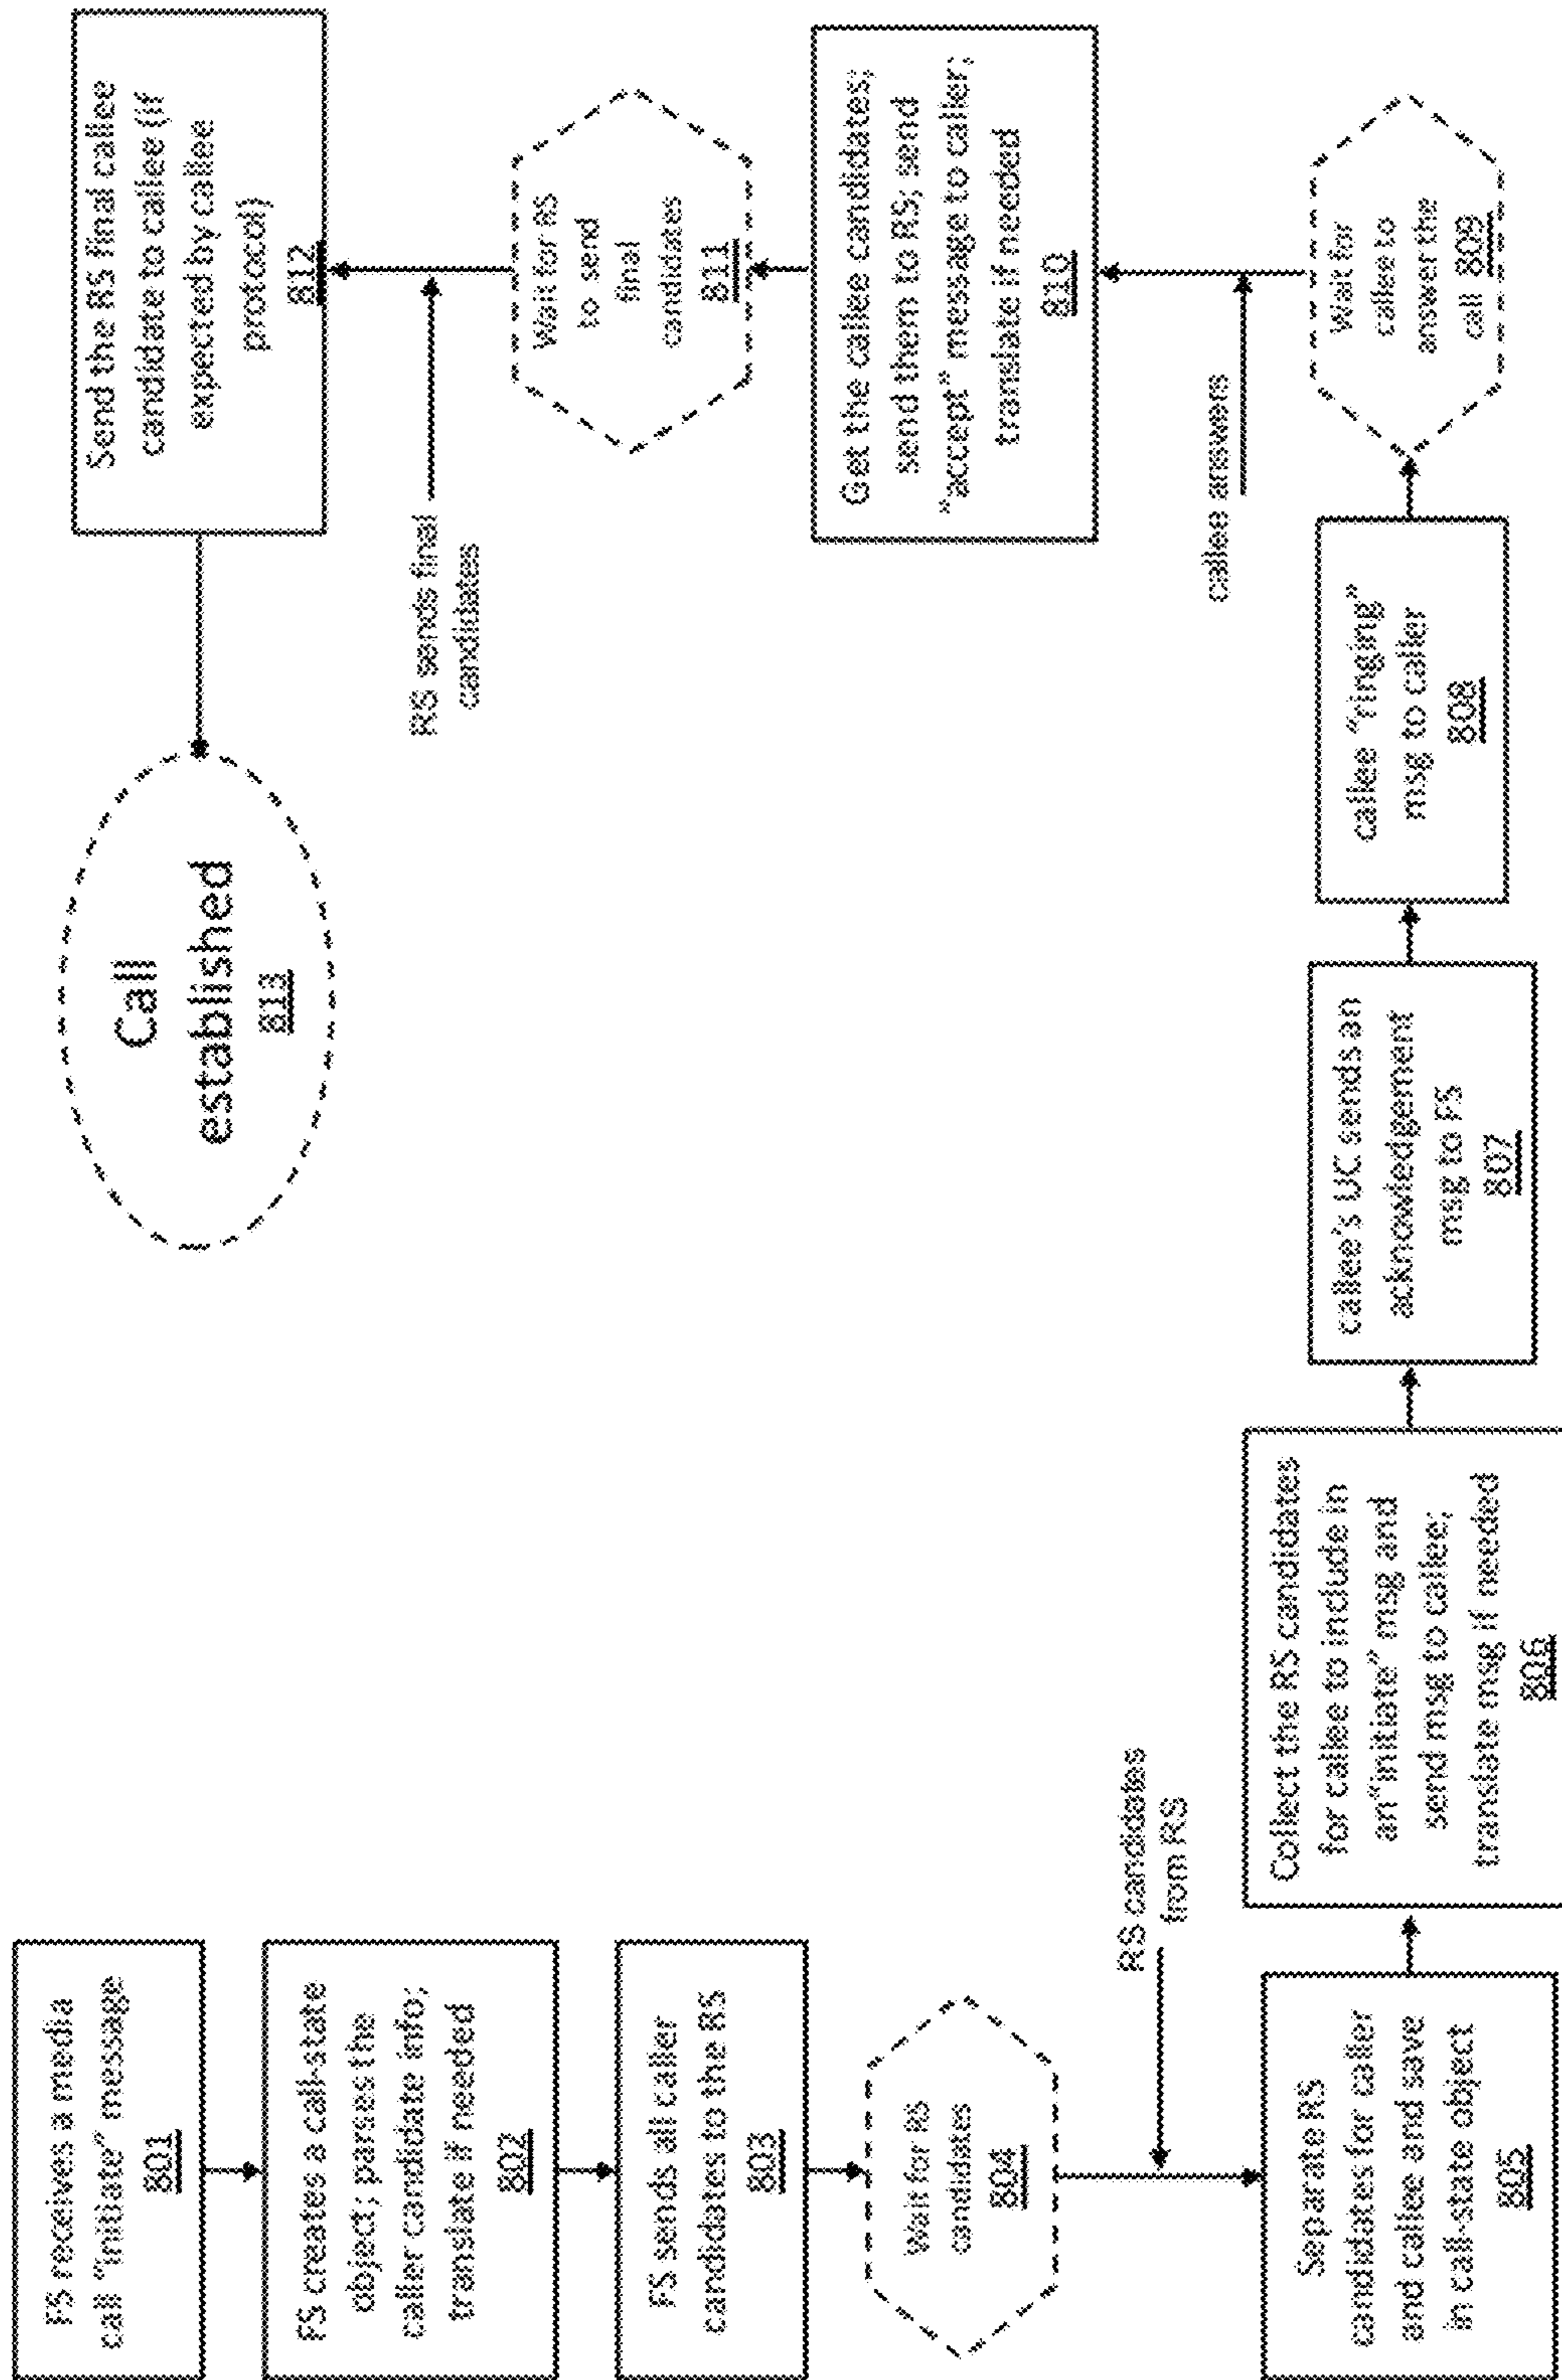 FS receives a media
call "initiate" message
801
FS creates a call-state
object; parses the
caller candidate info;
translate if needed
802
FS sends all caller
candidates to the RS
803
Wait for RS
candidates
804
RS candidates
from RS
Separate RS
candidates for caller
and callee and save
in call-state object
805
Collect the RS candidates
for callee to include in
an"initiate" msg and
send msg to callee;
translate msg if needed
806
callee's UC sends an
acknowledgement
msg to FS
807
callee "ringing"
msg to caller
808
Wait for
callee to
answer the
call 809
callee answers
Get the callee candidates;
send them to RS; send
"accept" message to caller;
translate if needed
810
Wait for RS
to send
final
candidates
811
RS sends final
candidates
Send the RS final callee
candidate to callee (if
expected by callee
protocol)
812
Call
established
813